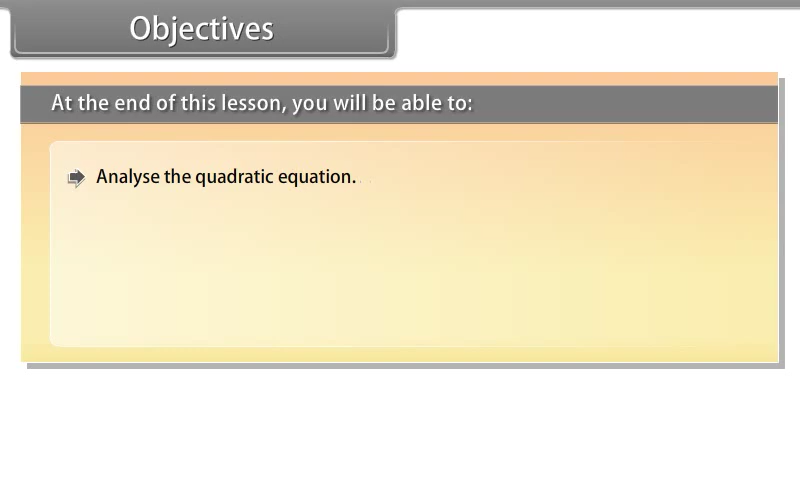 Objectives
At the end of this lesson, you will be able to:
Analyse the quadratic equation.